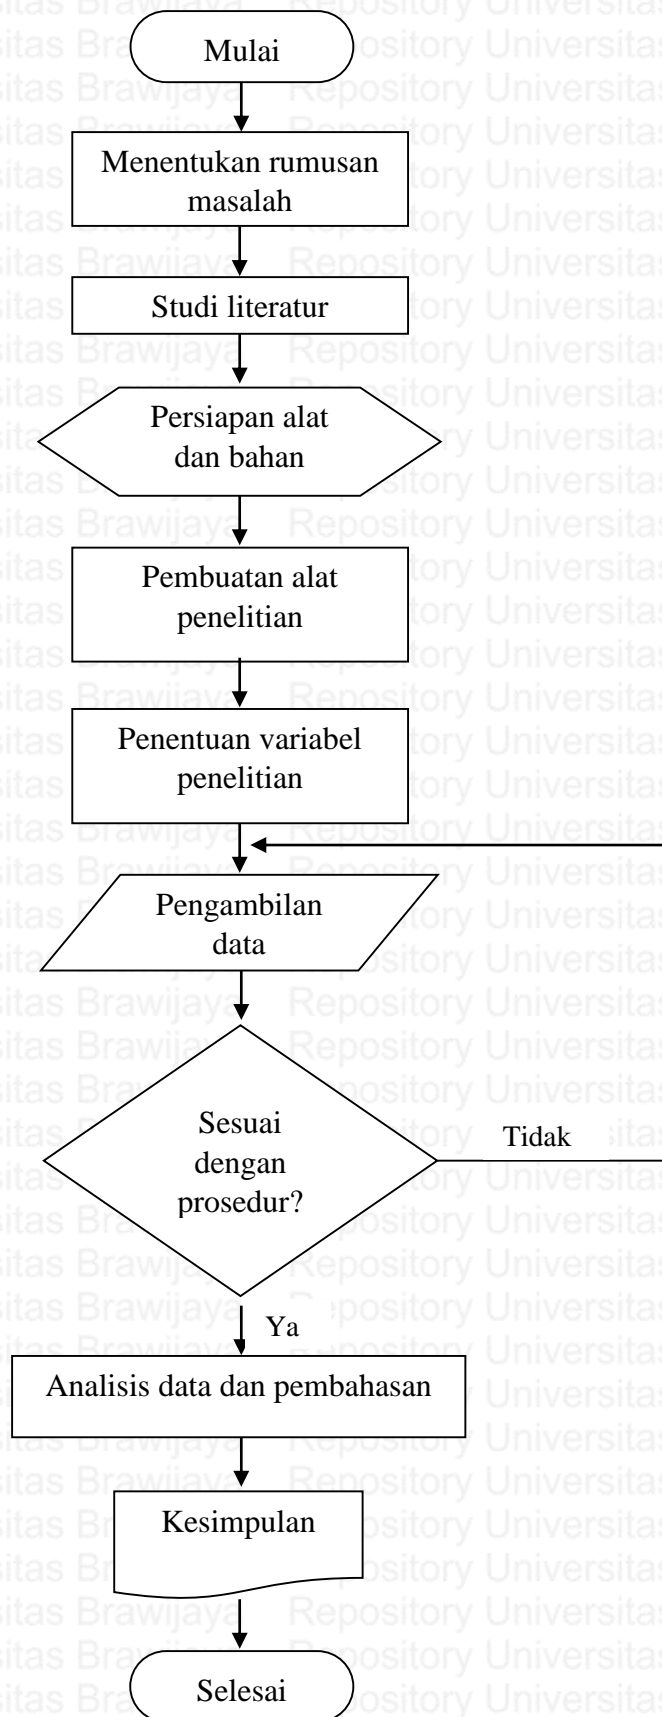 Mulai
Menentukan rumusan
masalah
Studi literatur
Persiapan alat
dan bahan
Pembuatan alat
penelitian
Penentuan variabel
penelitian
Pengambilan
data
Sesuai
dengan
prosedur?
Tidak
Ya
Analisis data dan pembahasan
Kesimpulan
Selesai